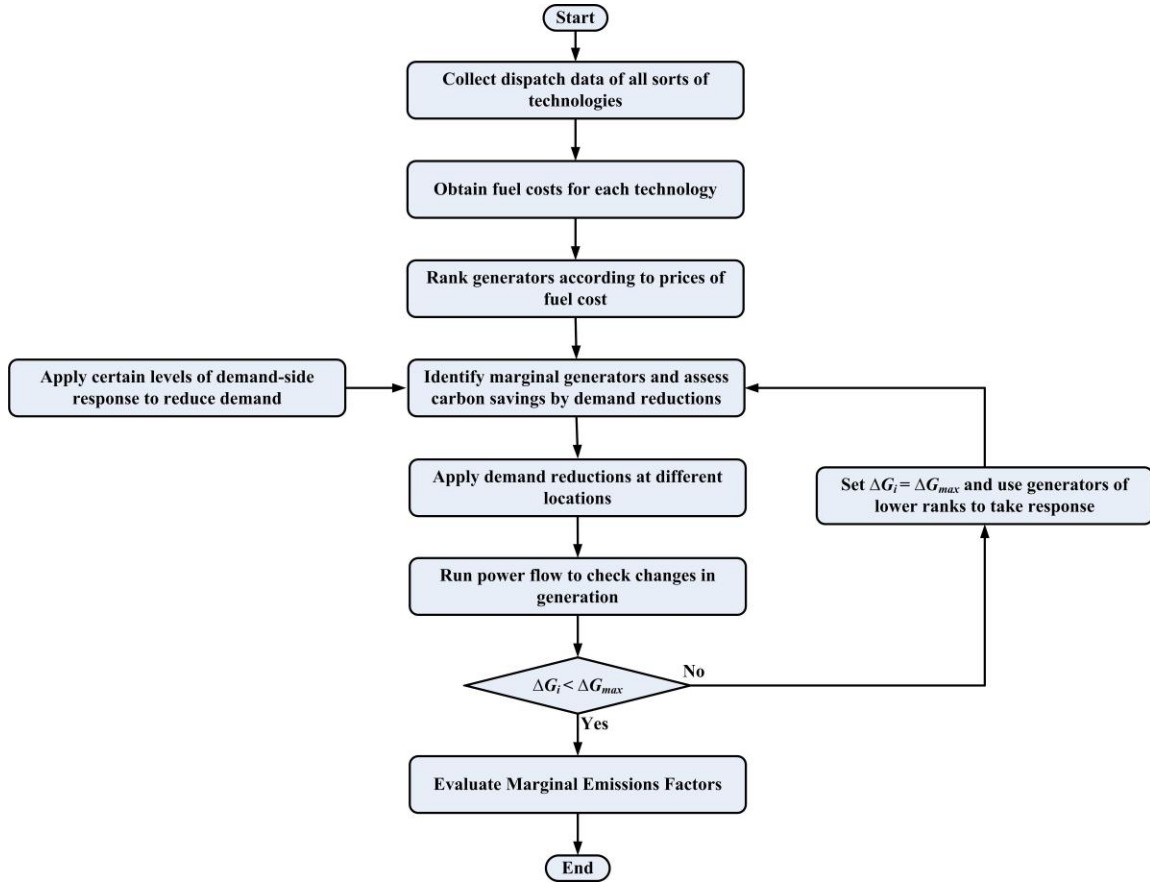 Start
Collect dispatch data of all sorts of
technologies
Obtain fuel costs for each technology
Rank generators according to prices of
fuel cost
Apply certain levels of demand-side
response to reduce demand
Identify marginal generators and assess
carbon savings by demand reductions
Apply demand reductions at different
locations
Set ΔGᵢ = ΔGₘₐₓ and use generators of
lower ranks to take response
Run power flow to check changes in
generation
ΔGᵢ < ΔGₘₐₓ
No
Yes
Evaluate Marginal Emissions Factors
End